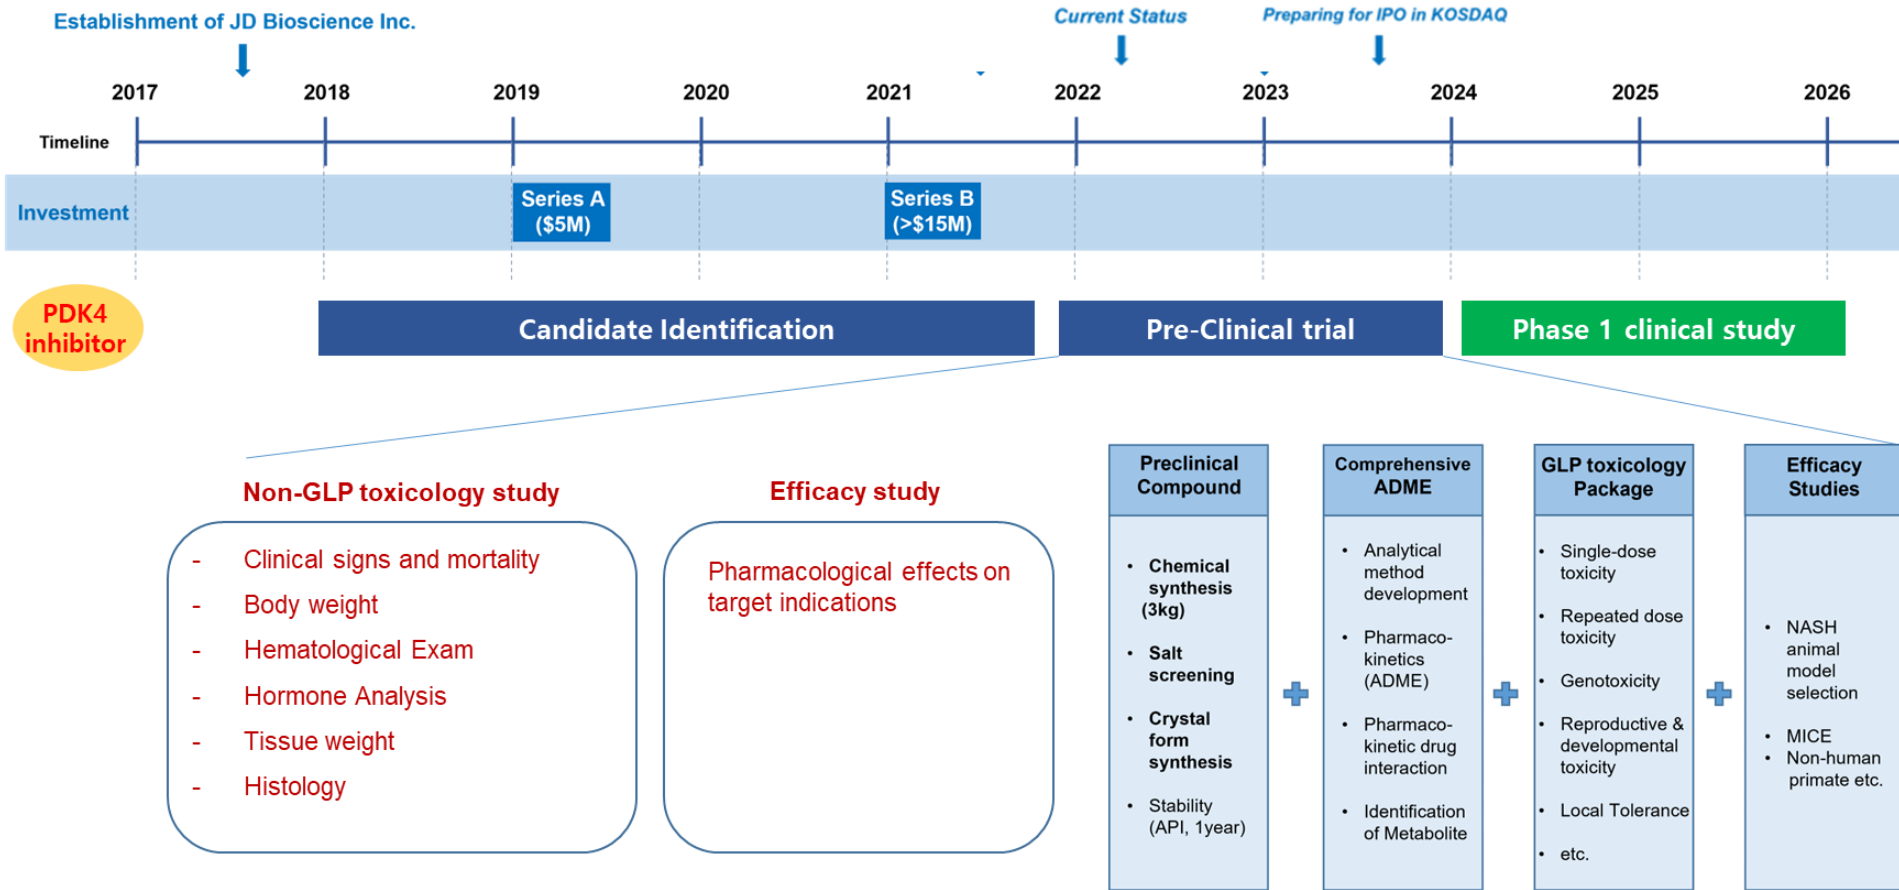 Establishment of JD Bioscience Inc.
Current Status
Preparing for IPO in KOSDAQ
2017
2018
2019
2020
2021
2022
2023
2024
2025
2026
Timeline
Investment
Series A
($5M)
Series B
(>$15M)
PDK4
inhibitor
Candidate Identification
Pre-Clinical trial
Phase 1 clinical study
Non-GLP toxicology study
- Clinical signs and mortality
- Body weight
- Hematological Exam
- Hormone Analysis
- Tissue weight
- Histology
Efficacy study
Pharmacological effects on
target indications
Preclinical
Compound
• Chemical
synthesis
(3kg)
• Salt
screening
• Crystal
form
synthesis
• Stability
(API, 1year)
Comprehensive
ADME
• Analytical
method
development
• Pharmaco-
kinetics
(ADME)
• Pharmaco-
kinetic drug
interaction
• Identification
of Metabolite
GLP toxicology
Package
• Single-dose
toxicity
• Repeated dose
toxicity
• Genotoxicity
• Reproductive &
developmental
toxicity
• Local Tolerance
• etc.
Efficacy
Studies
• NASH
animal
model
selection
• MICE
• Non-human
primate etc.